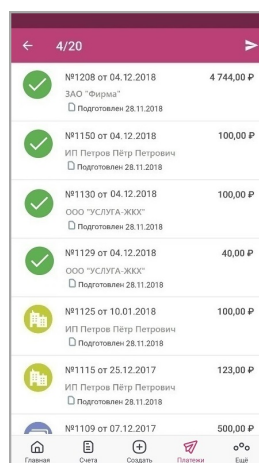 4/20
№1208 от 04.12.2018 4 744,00 ₽
ЗАО "Фирма"
Подготовлен 28.11.2018
№1150 от 04.12.2018 100,00 ₽
ИП Петров Пётр Петрович
Подготовлен 28.11.2018
№1130 от 04.12.2018 100,00 ₽
ООО "УСЛУГА-ЖКХ"
Подготовлен 28.11.2018
№1129 от 04.12.2018 40,00 ₽
ООО "УСЛУГА-ЖКХ"
Подготовлен 28.11.2018
№1125 от 10.01.2018 100,00 ₽
ИП Петров Пётр Петрович
Подготовлен 28.11.2018
№1115 от 25.12.2017 123,00 ₽
ИП Петров Пётр Петрович
Подготовлен 28.11.2018
№1109 от 07.12.2017 500,00 ₽
Главная Счета Создать Платежи Ещё